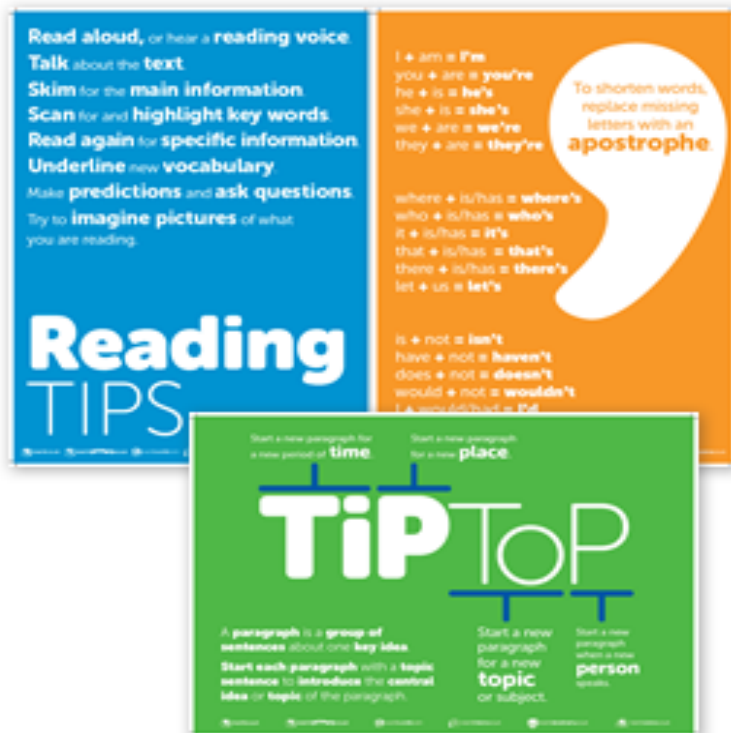 Read aloud, or hear a reading voice.
Talk about the text.
Skim for the main information.
Scan for and highlight key words.
Read again for specific information.
Underline new vocabulary.
Make predictions and ask questions.
Try to imagine pictures of what
you are reading.
Reading
TIPS
I + am = I'm
you + are = you're
he + is = he's
she + is = she's
we + are = we're
they + are = they're
where + is/has = where's
who + is/has = who's
it + is/has = it's
that + is/has = that's
there + is/has = there's
let + us = let's
is + not = isn't
have + not = haven't
does + not = doesn't
would + not = wouldn't
I + would/had = I'd
To shorten words,
replace missing
letters with an
apostrophe.
Start a new paragraph for
a new period of time.
Start a new paragraph
for a new place.
TiPToP
A paragraph is a group of
sentences about one key idea.
Start each paragraph with a topic
sentence to introduce the central
idea or topic of the paragraph.
Start a new
paragraph
for a new
topic
or subject.
Start a new
paragraph
when a new
person
speaks.